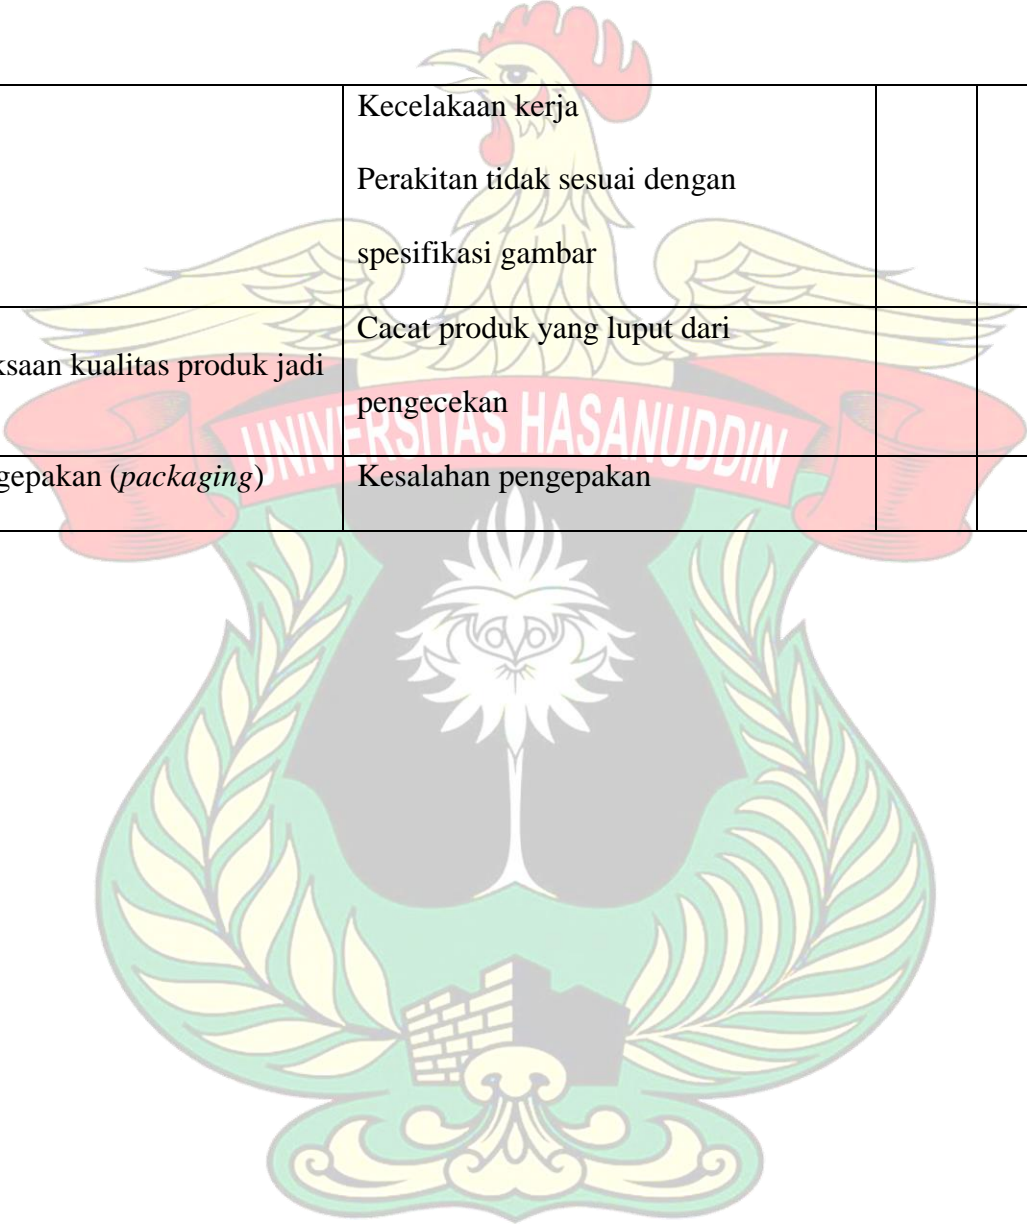 Kecelakaan kerja
Perakitan tidak sesuai dengan
spesifikasi gambar
ksaan kualitas produk jadi
Cacat produk yang luput dari
pengecekan
gepakan (packaging)
Kesalahan pengepakan
UNIVERSITAS HASANUDDIN